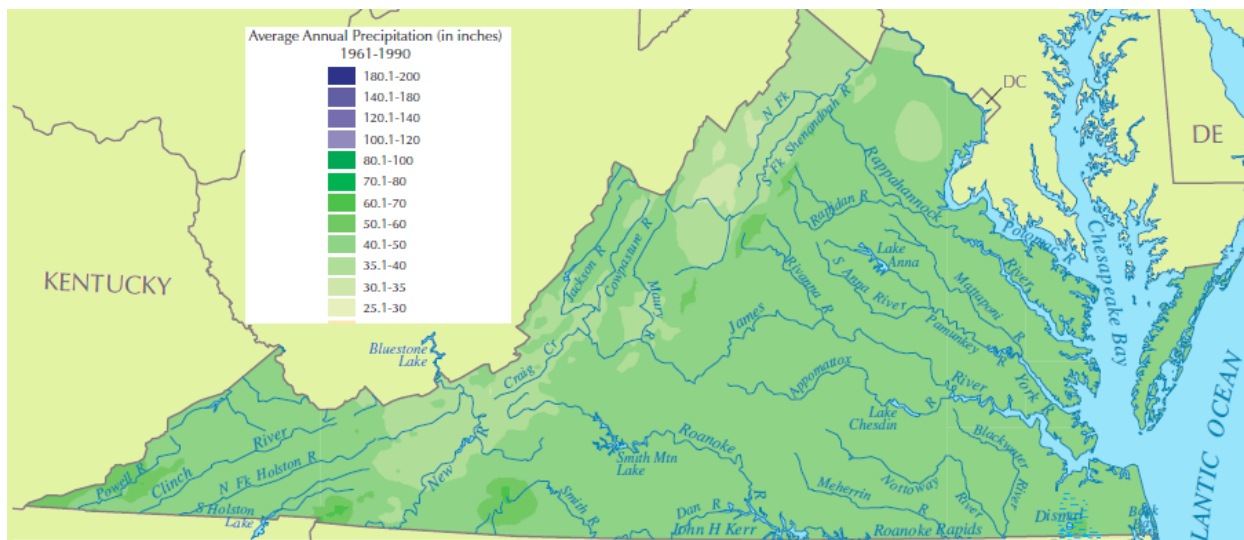 Average Annual Precipitation (in inches)
1961-1990
180.1-200
140.1-180
120.1-140
100.1-120
80.1-100
70.1-80
60.1-70
50.1-60
40.1-50
35.1-40
30.1-35
25.1-30
KENTUCKY
DC
DE
N Fk
S Fk Shenandoah R
Rappahannock
River
Rapidan R
Potomac R
Chesapeake Bay
Jackson R
Cowpasture R
Maury R
Lake
Anna
S Anna River
Rivanna R
Mattaponi R
Pamunkey
York R
James
River
Bluestone
Lake
Craig Cr
Appomattox R
Lake
Chesdin
Blackwater
River
LANTIC OCEAN
Powell R
Clinch
River
N Fk Holston R
S Holston
Lake
New R
Smith Mtn
Lake
Roanoke
R
Smith R
Dan R
John H Kerr
Meherrin R
Nottoway
River
Roanoke Rapids
Dismal
Back